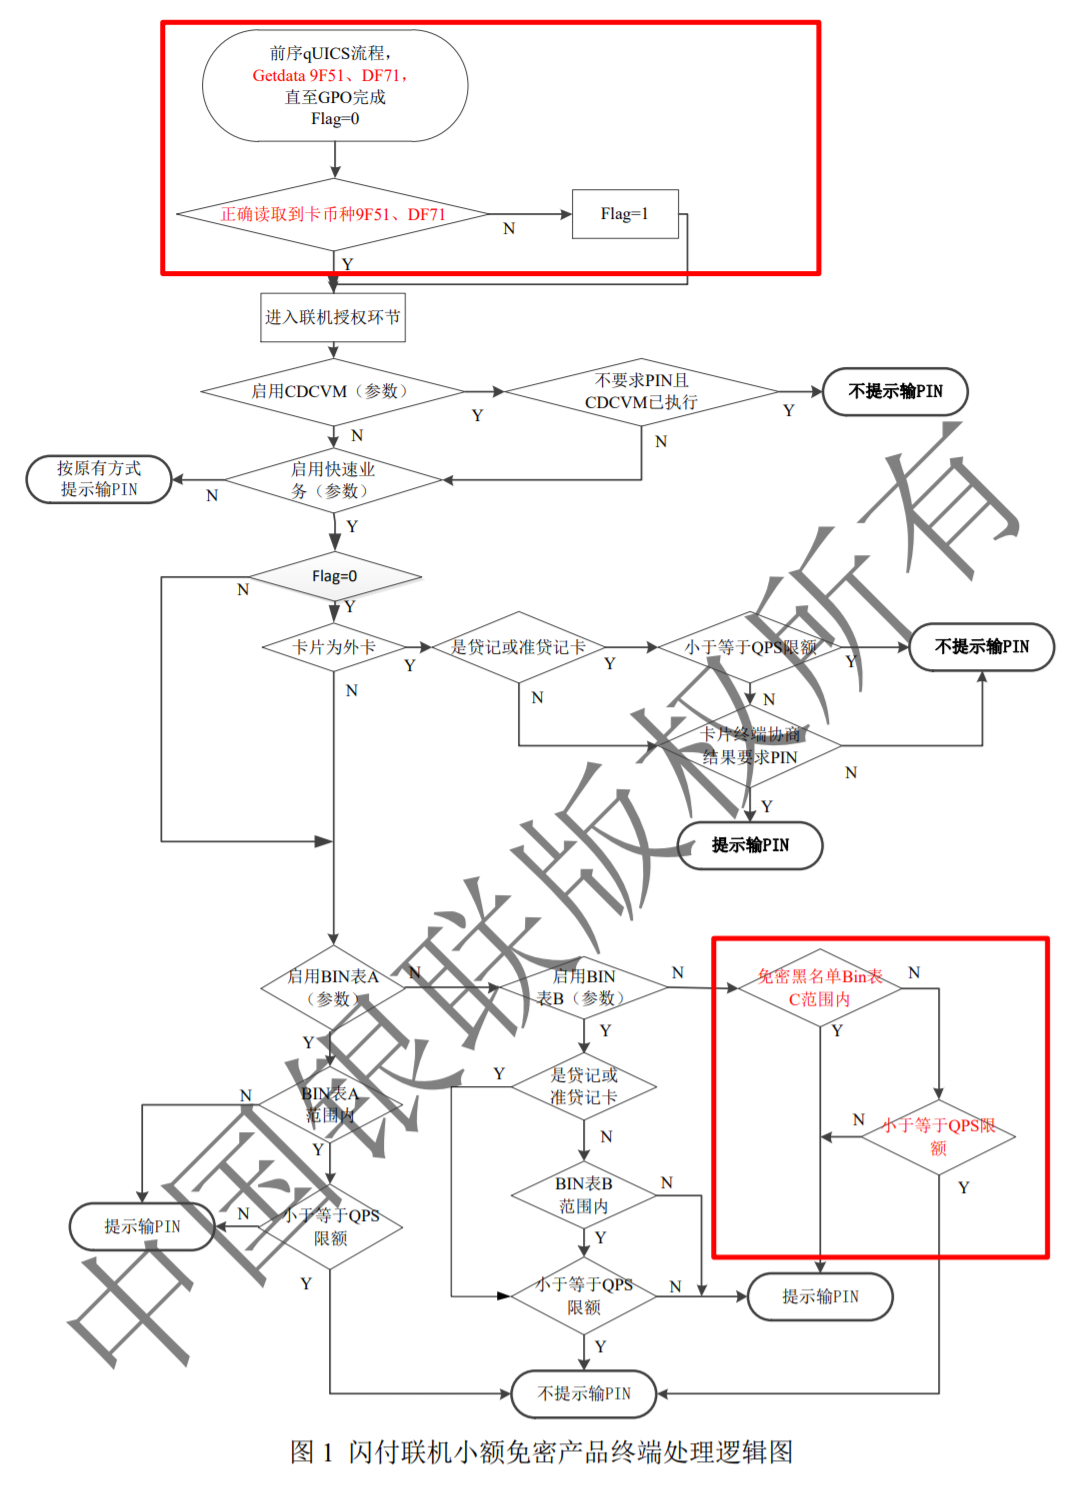 前序qUICS流程，
Getdata 9F51、DF71，
直至GPO完成
Flag=0
正确读取到卡币种9F51、DF71
N
Flag=1
Y
进入联机授权环节
启用CDCVM（参数）
Y
不要求PIN且
CDCVM已执行
Y
不提示输PIN
N
N
按原有方式
提示输PIN
N
启用快速业
务（参数）
Y
Flag=0
N
Y
卡片为外卡
Y
是贷记或准贷记卡
Y
小于等于QPS限额
Y
不提示输PIN
N
N
N
卡片终端协商
结果要求PIN
N
Y
提示输PIN
启用BIN表A
（参数）
N
启用BIN
表B（参数）
N
免密黑名单Bin表
C范围内
N
Y
Y
Y
BIN表A
范围内
N
Y
是贷记或
准贷记卡
Y
N
小于等于QPS限
额
N
Y
BIN表B
范围内
N
Y
小于等于QPS
限额
N
Y
提示输PIN
小于等于QPS
限额
N
Y
提示输PIN
不提示输PIN
中国银联版权所有
图 1 闪付联机小额免密产品终端处理逻辑图